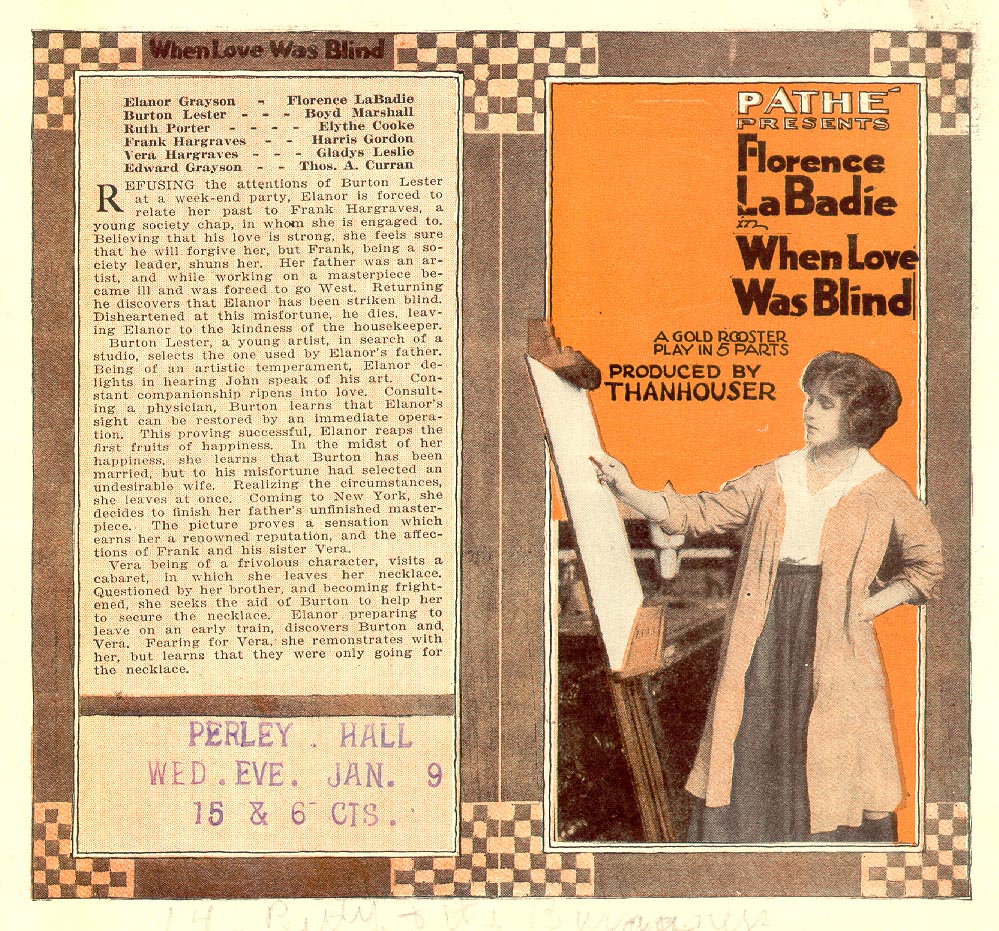 When Love Was Blind
Elanor Grayson - Florence LaBadie
Burton Lester - - - Boyd Marshall
Ruth Porter - - - - Elythe Cooke
Frank Hargraves - - Harris Gordon
Vera Hargraves - - - Gladys Leslie
Edward Grayson - - Thos. A. Curran
REFUSING the attentions of Burton Lester
at a week-end party, Elanor is forced to
relate her past to Frank Hargraves, a
young society chap, in whom she is engaged to.
Believing that his love is strong, she feels sure
that he will forgive her, but Frank, being a so-
ciety leader, shuns her. Her father was an ar-
tist, and while working on a masterpiece be-
came ill and was forced to go West. Returning
he discovers that Elanor has been striken blind.
Disheartened at this misfortune, he dies, leav-
ing Elanor to the kindness of the housekeeper.
Burton Lester, a young artist, in search of a
studio, selects the one used by Elanor's father.
Being of an artistic temperament, Elanor de-
lights in hearing John speak of his art. Con-
stant companionship ripens into love. Consult-
ing a physician, Burton learns that Elanor's
sight can be restored by an immediate opera-
tion. This proving successful, Elanor reaps the
first fruits of happiness. In the midst of her
happiness, she learns that Burton has been
married, but to his misfortune had selected an
undesirable wife. Realizing the circumstances,
she leaves at once. Coming to New York, she
decides to finish her father's unfinished master-
piece. The picture proves a sensation which
earns her a renowned reputation, and the affec-
tions of Frank and his sister Vera.
Vera being of a frivolous character, visits a
cabaret, in which she leaves her necklace.
Questioned by her brother, and becoming fright-
ened, she seeks the aid of Burton to help her
to secure the necklace. Elanor preparing to
leave on an early train, discovers Burton and
Vera. Fearing for Vera, she remonstrates with
her, but learns that they were only going for
the necklace.
PERLEY . HALL
WED . EVE. JAN. 9
15 & 6 CTS.
PATHÉ
PRESENTS
Florence
LaBadie
in
When Love
Was Blind
A GOLD ROOSTER
PLAY IN 5 PARTS
PRODUCED BY
THANHOUSER
14 Betty to the